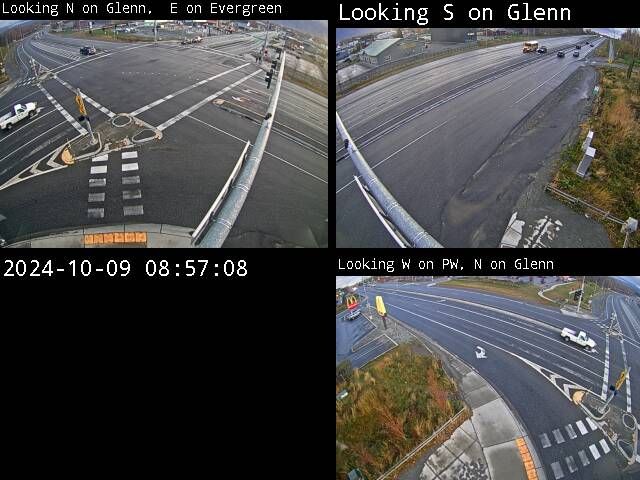 Looking N on Glenn, E on Evergreen
Looking S on Glenn
2024-10-09 08:57:08
Looking W on PW, N on Glenn